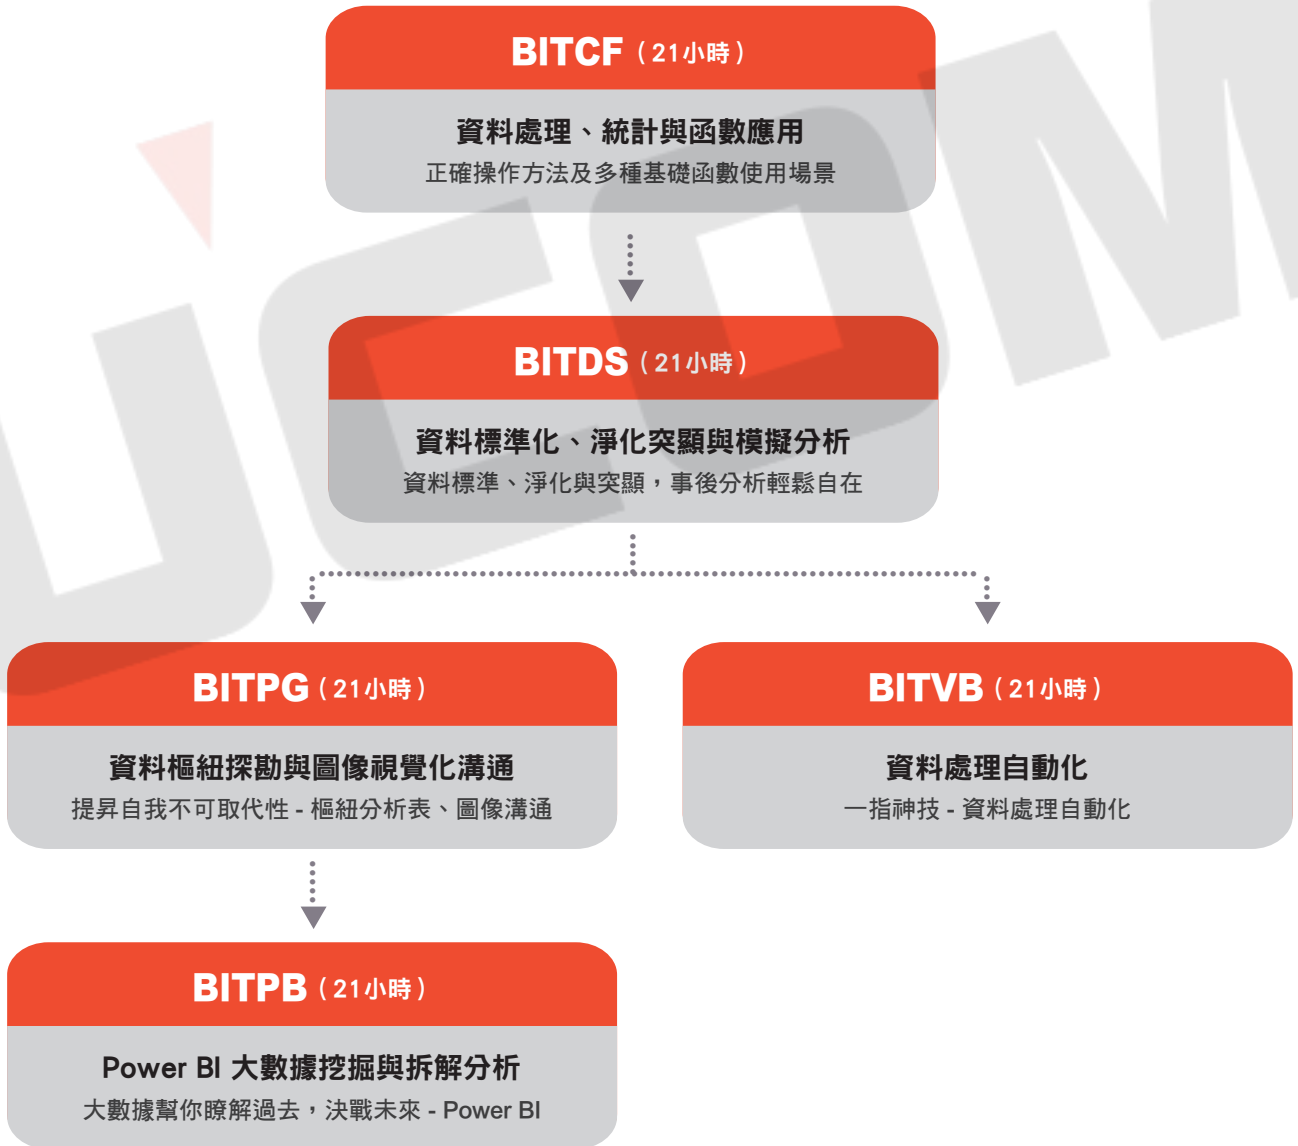 BITCF（21小時）
資料處理、統計與函數應用
正確操作方法及多種基礎函數使用場景
BITDS（21小時）
資料標準化、淨化突顯與模擬分析
資料標準、淨化與突顯，事後分析輕鬆自在
BITPG（21小時）
資料樞紐探勘與圖像視覺化溝通
提昇自我不可取代性 - 樞紐分析表、圖像溝通
BITVB（21小時）
資料處理自動化
一指神技 - 資料處理自動化
BITPB（21小時）
Power BI 大數據挖掘與拆解分析
大數據幫你瞭解過去，決戰未來 - Power BI
UCOM